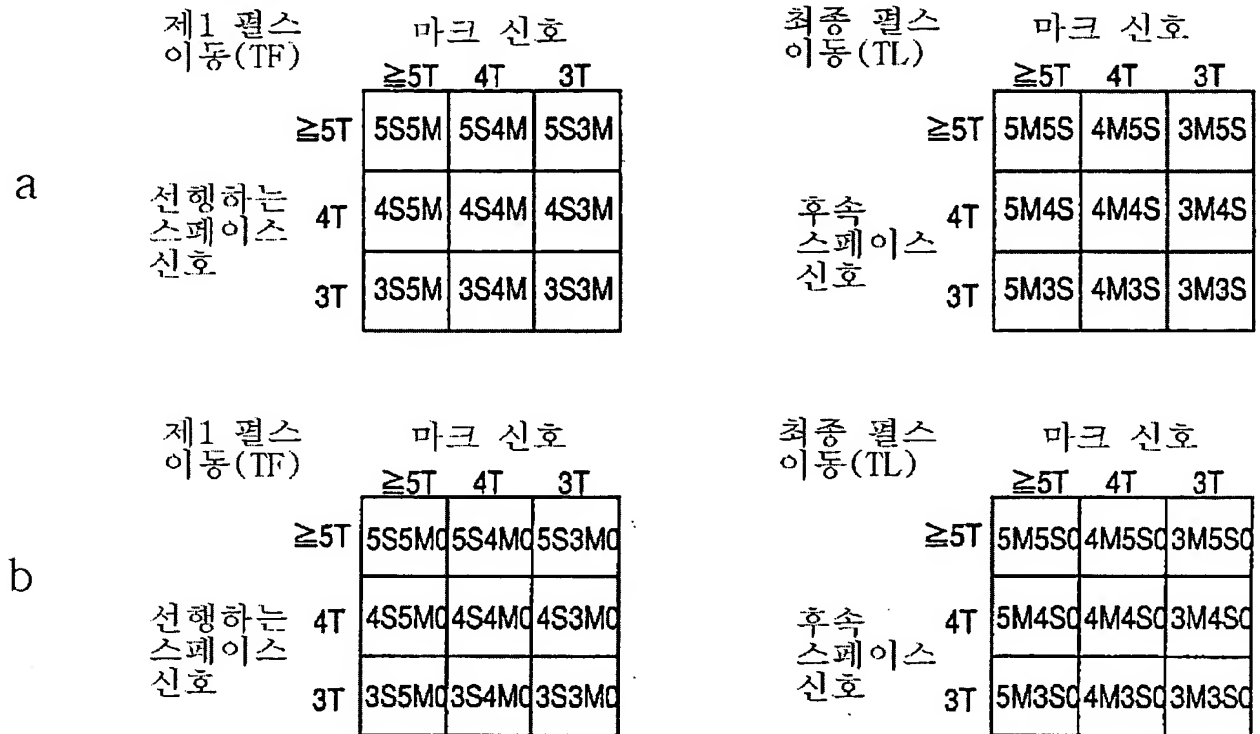 제1 펄스
이동(TF)
마크 신호
≧5T 4T 3T
≧5T 5S5M 5S4M 5S3M
a
선행하는
스페이스
신호
4T 4S5M 4S4M 4S3M
3T 3S5M 3S4M 3S3M
최종 펄스
이동(TL)
마크 신호
≧5T 4T 3T
≧5T 5M5S 4M5S 3M5S
후속
스페이스
신호
4T 5M4S 4M4S 3M4S
3T 5M3S 4M3S 3M3S
제1 펄스
이동(TF)
마크 신호
≧5T 4T 3T
≧5T 5S5M0 5S4M0 5S3M0
b
선행하는
스페이스
신호
4T 4S5M0 4S4M0 4S3M0
3T 3S5M0 3S4M0 3S3M0
최종 펄스
이동(TL)
마크 신호
≧5T 4T 3T
≧5T 5M5S0 4M5S0 3M5S0
후속
스페이스
신호
4T 5M4S0 4M4S0 3M4S0
3T 5M3S0 4M3S0 3M3S0